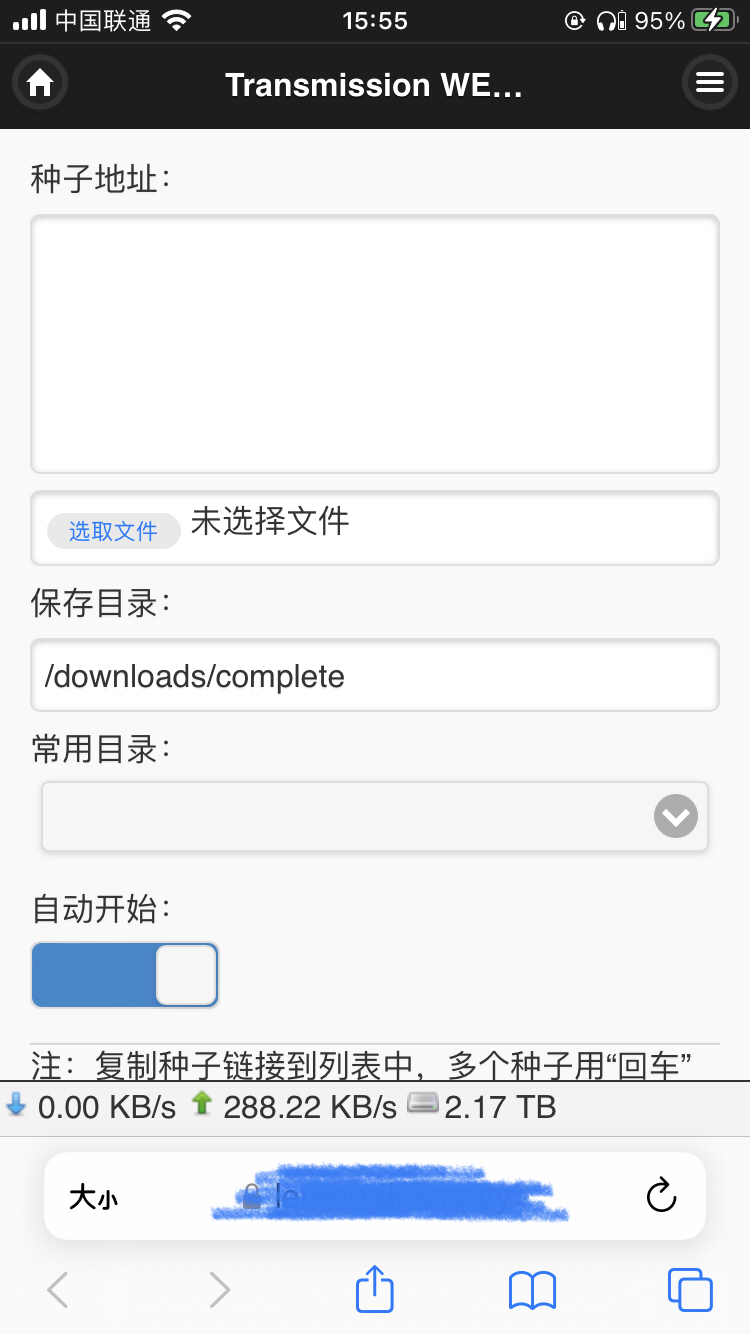 中国联通 15:55 95%
Transmission WE...
种子地址：
选取文件 未选择文件
保存目录：
/downloads/complete
常用目录：
自动开始：
注：复制种子链接到列表中，多个种子用“回车”
0.00 KB/s 288.22 KB/s 2.17 TB
大小